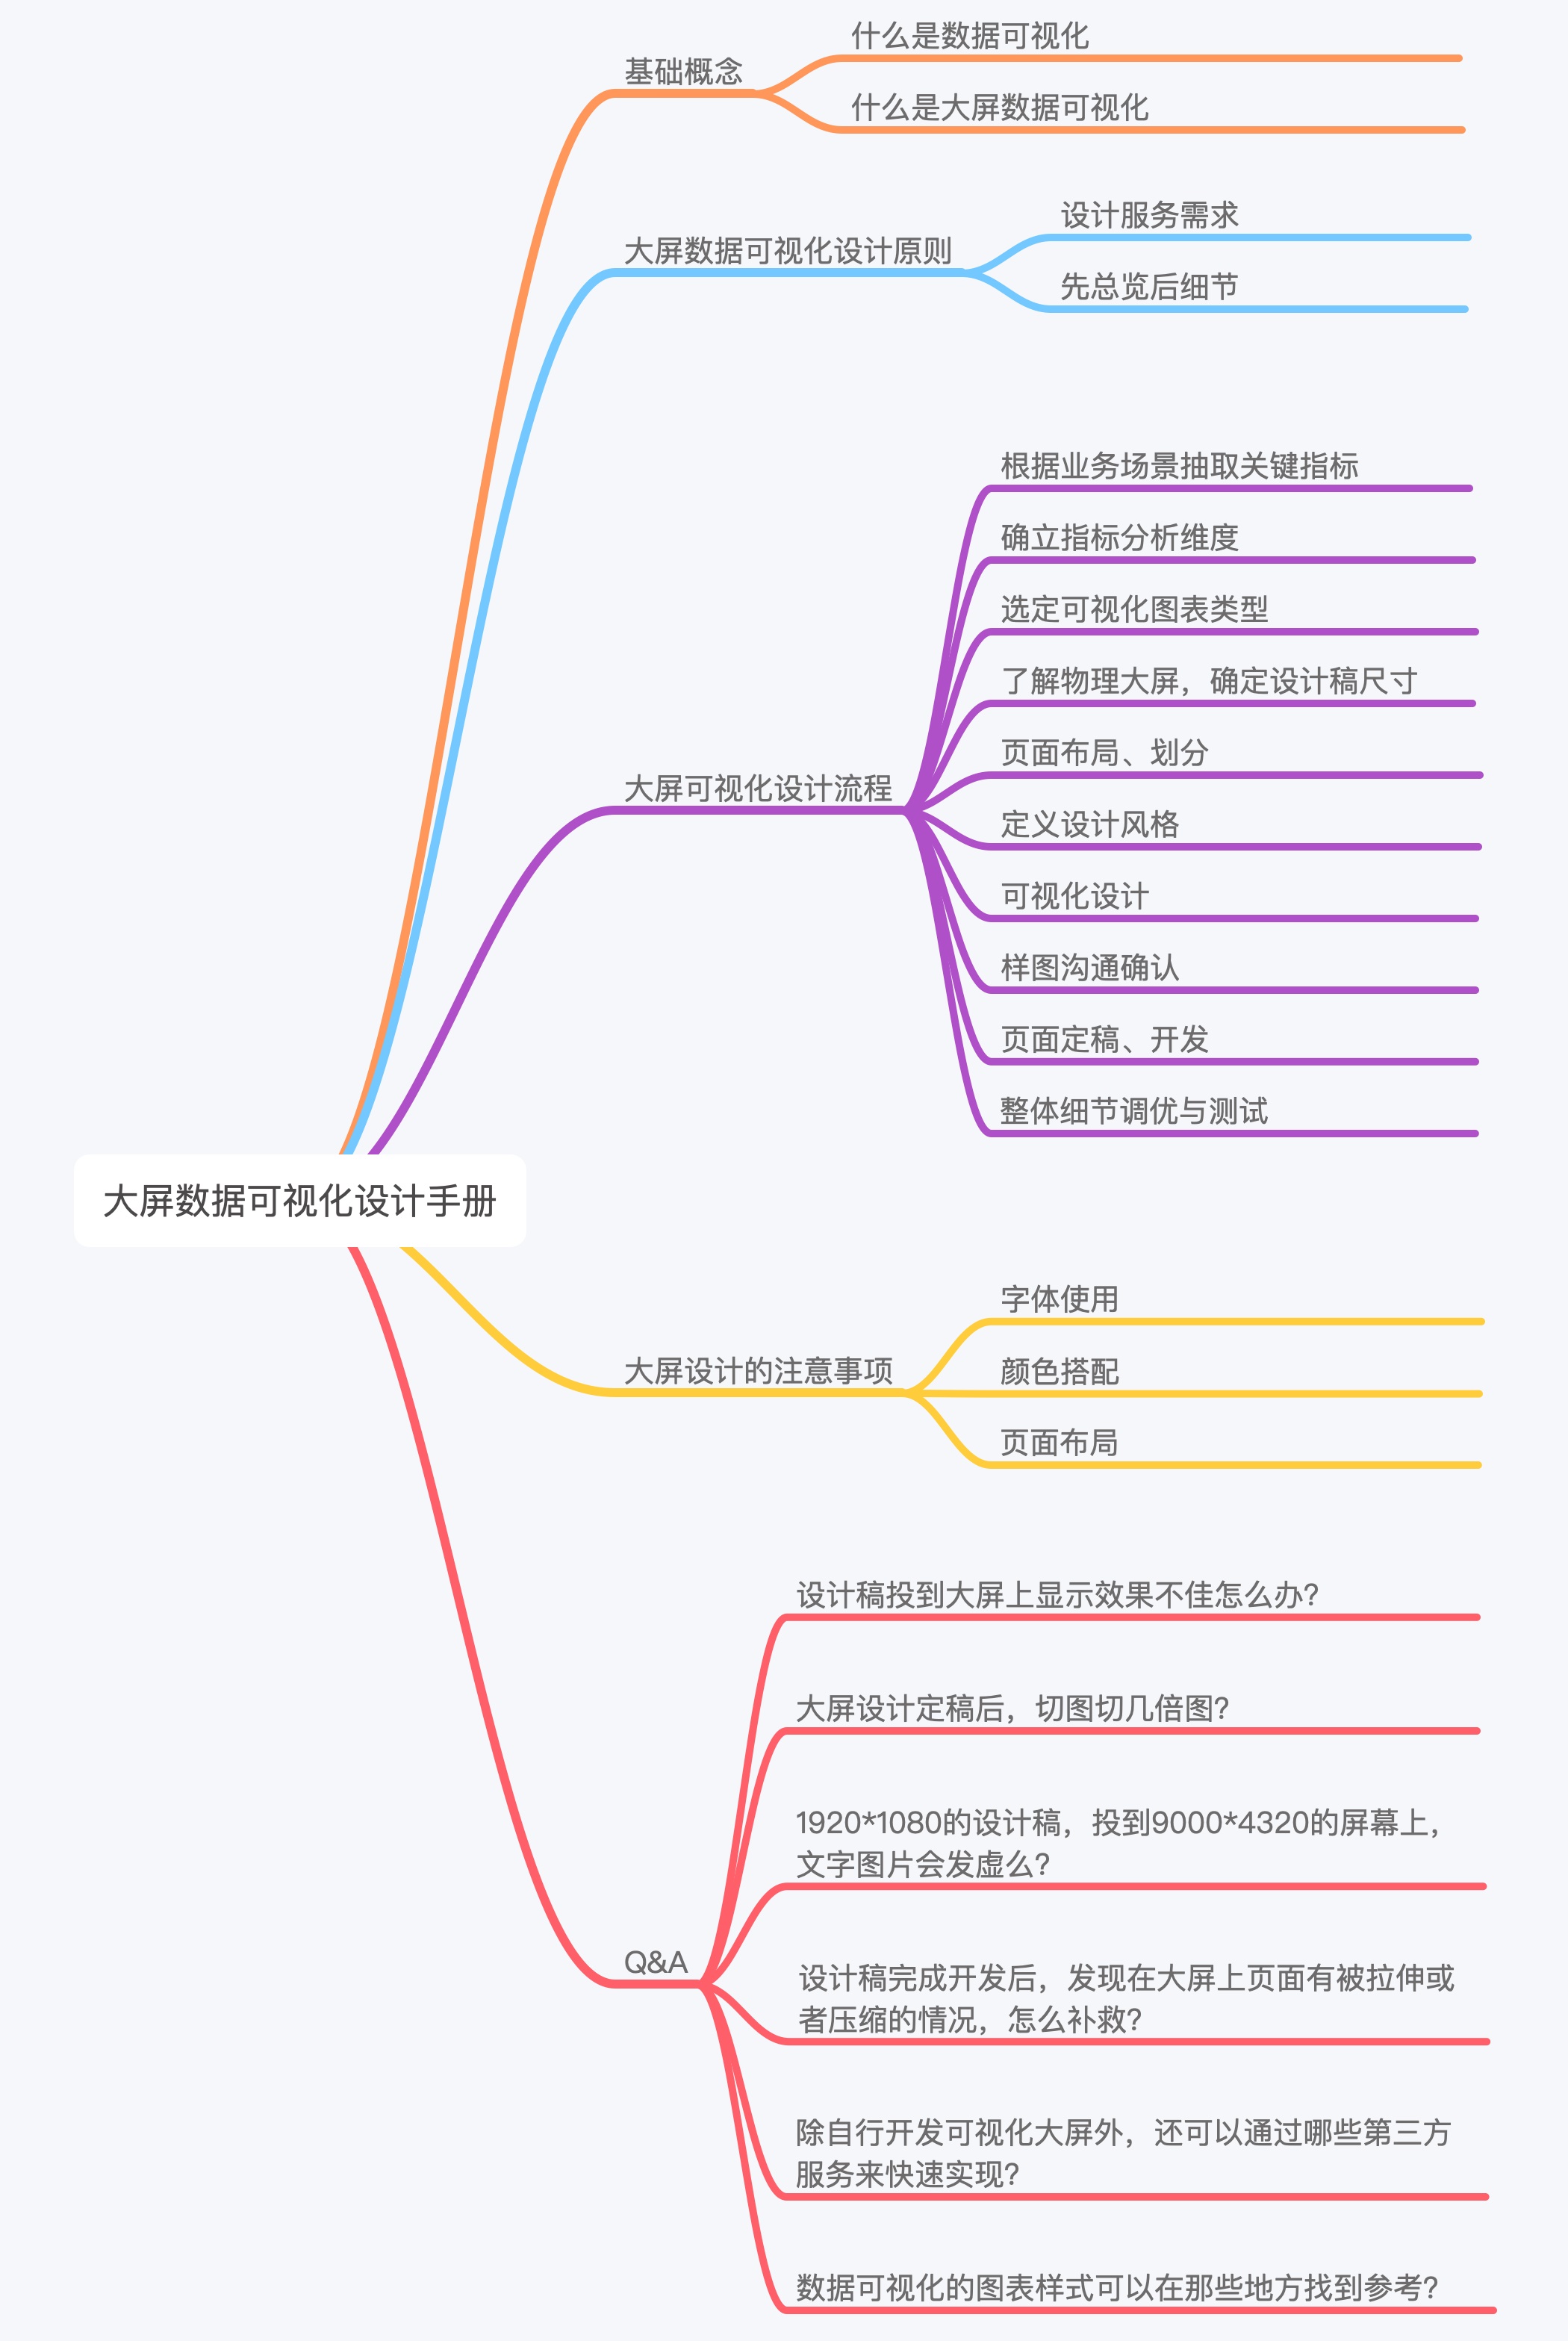 什么是数据可视化
基础概念
什么是大屏数据可视化
设计服务需求
大屏数据可视化设计原则
先总览后细节
根据业务场景抽取关键指标
确立指标分析维度
选定可视化图表类型
了解物理大屏，确定设计稿尺寸
页面布局、划分
大屏可视化设计流程
定义设计风格
可视化设计
样图沟通确认
页面定稿、开发
整体细节调优与测试
大屏数据可视化设计手册
字体使用
大屏设计的注意事项
颜色搭配
页面布局
设计稿投到大屏上显示效果不佳怎么办?
大屏设计定稿后，切图切几倍图?
1920*1080的设计稿，投到9000*4320的屏幕上，
文字图片会发虚么?
Q&A
设计稿完成开发后，发现在大屏上页面有被拉伸或
者压缩的情况，怎么补救?
除自行开发可视化大屏外，还可以通过哪些第三方
服务来快速实现?
数据可视化的图表样式可以在那些地方找到参考?